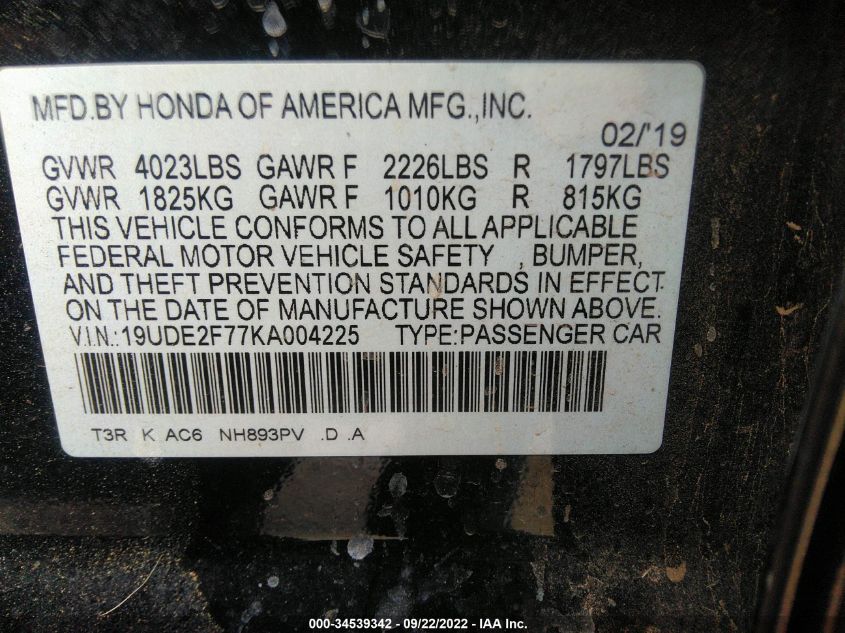 MFD.BY HONDA OF AMERICA MFG.,INC.
02/'19
GVWR 4023LBS GAWR F 2226LBS R 1797LBS
GVWR 1825KG GAWR F 1010KG R 815KG
THIS VEHICLE CONFORMS TO ALL APPLICABLE
FEDERAL MOTOR VEHICLE SAFETY , BUMPER,
AND THEFT PREVENTION STANDARDS IN EFFECT
ON THE DATE OF MANUFACTURE SHOWN ABOVE.
V.I.N.:19UDE2F77KA004225 TYPE:PASSENGER CAR
T3R K AC6 NH893PV .D .A
000-34539342 - 09/22/2022 - IAA Inc.